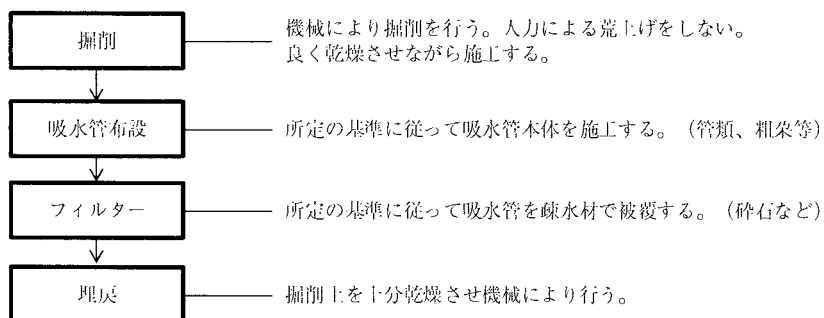 掘削
機械により掘削を行う。人力による荒上げをしない。
良く乾燥させながら施工する。
吸水管布設
所定の基準に従って吸水管本体を施工する。（管類、粗朶等）
フィルター
所定の基準に従って吸水管を疎水材で被覆する。（砕石など）
埋戻
掘削土を十分乾燥させ機械により行う。